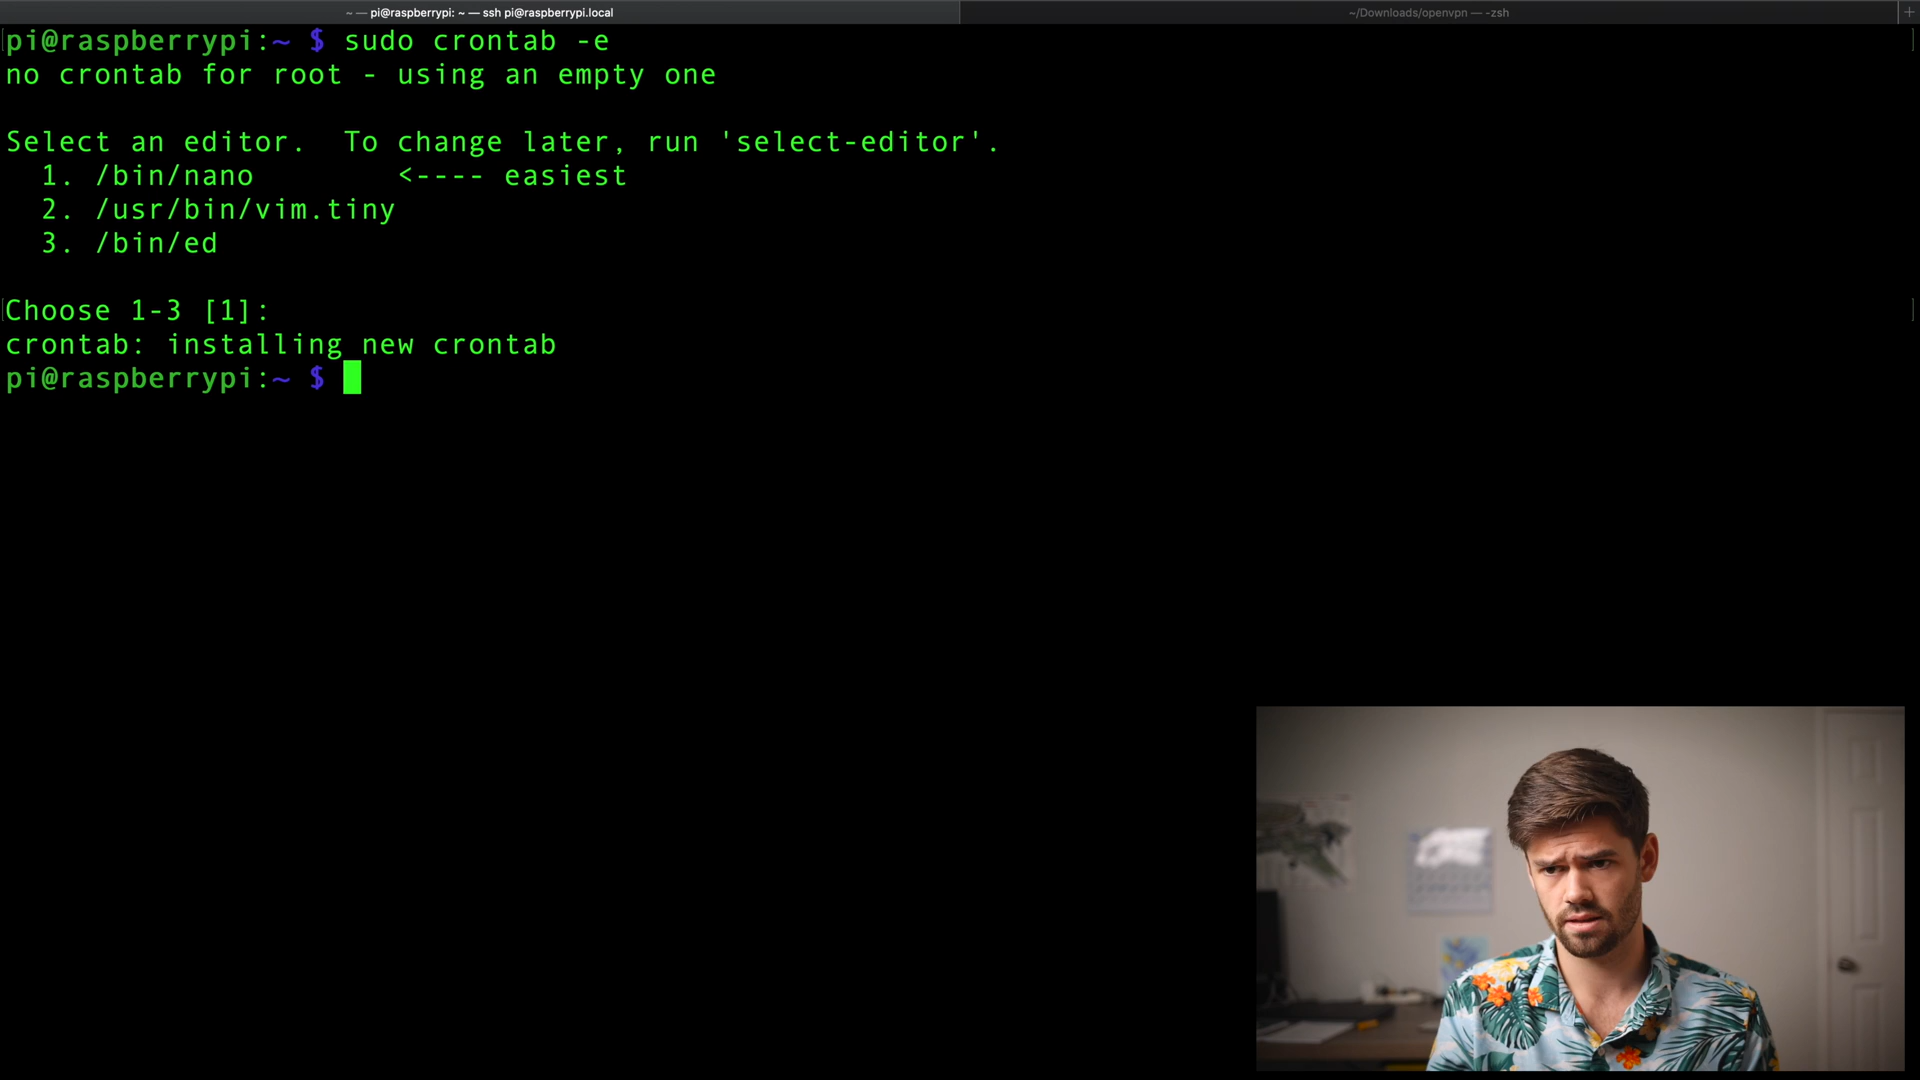 ~ — pi@raspberrypi: ~ — ssh pi@raspberrypi.local
~/Downloads/openvpn — -zsh
pi@raspberrypi:~ $ sudo crontab -e
no crontab for root - using an empty one
Select an editor.  To change later, run 'select-editor'.
  1. /bin/nano        <---- easiest
  2. /usr/bin/vim.tiny
  3. /bin/ed
Choose 1-3 [1]:
crontab: installing new crontab
pi@raspberrypi:~ $